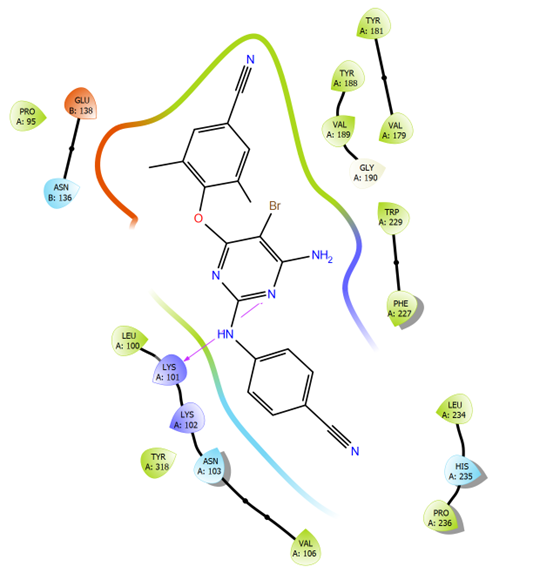 TYR
A: 181
N
TYR
A: 188
GLU
B: 138
PRO
A: 95
VAL
A: 189
VAL
A: 179
GLY
A: 190
ASN
B: 136
Br
TRP
A: 229
O
NH2
N
N
PHE
A: 227
HN
LEU
A: 100
LYS
A: 101
LEU
A: 234
LYS
A: 102
N
TYR
A: 318
ASN
A: 103
HIS
A: 235
PRO
A: 236
VAL
A: 106